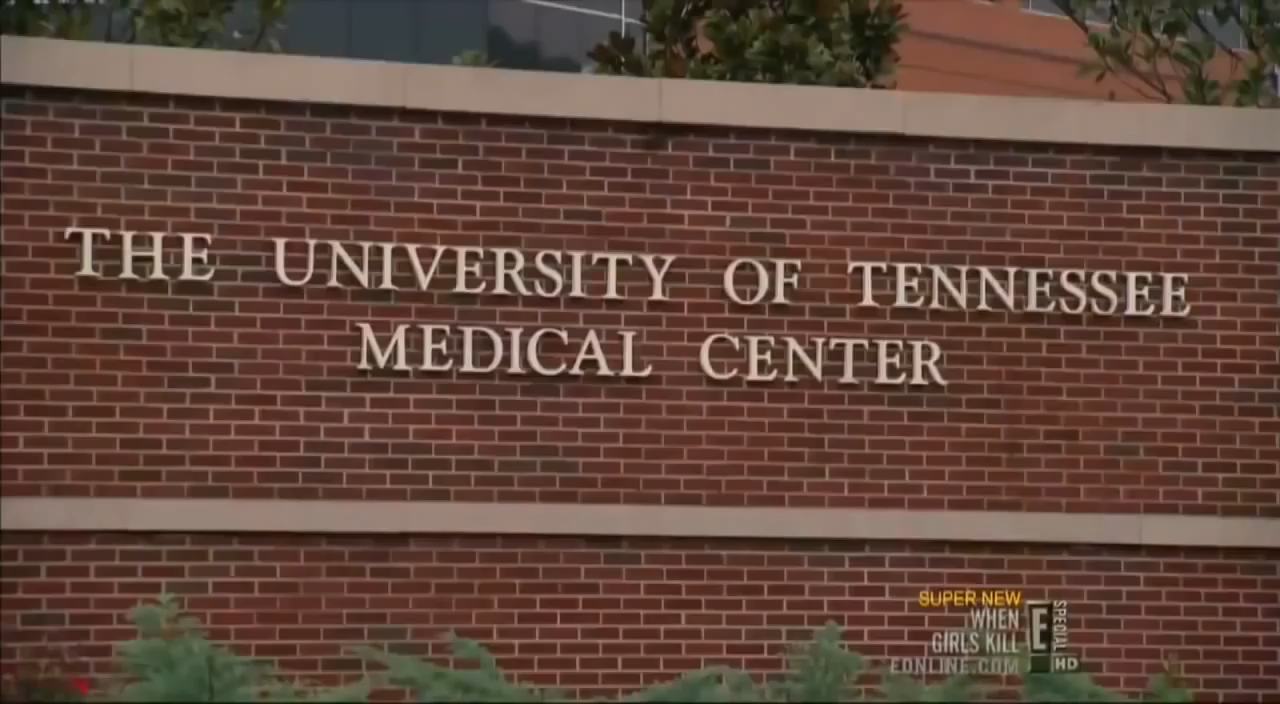 THE UNIVERSITY OF TENNESSEE
MEDICAL CENTER
SUPER NEW
WHEN
GIRLS KILL
EONLINE.COM
E
SPECIAL
HD